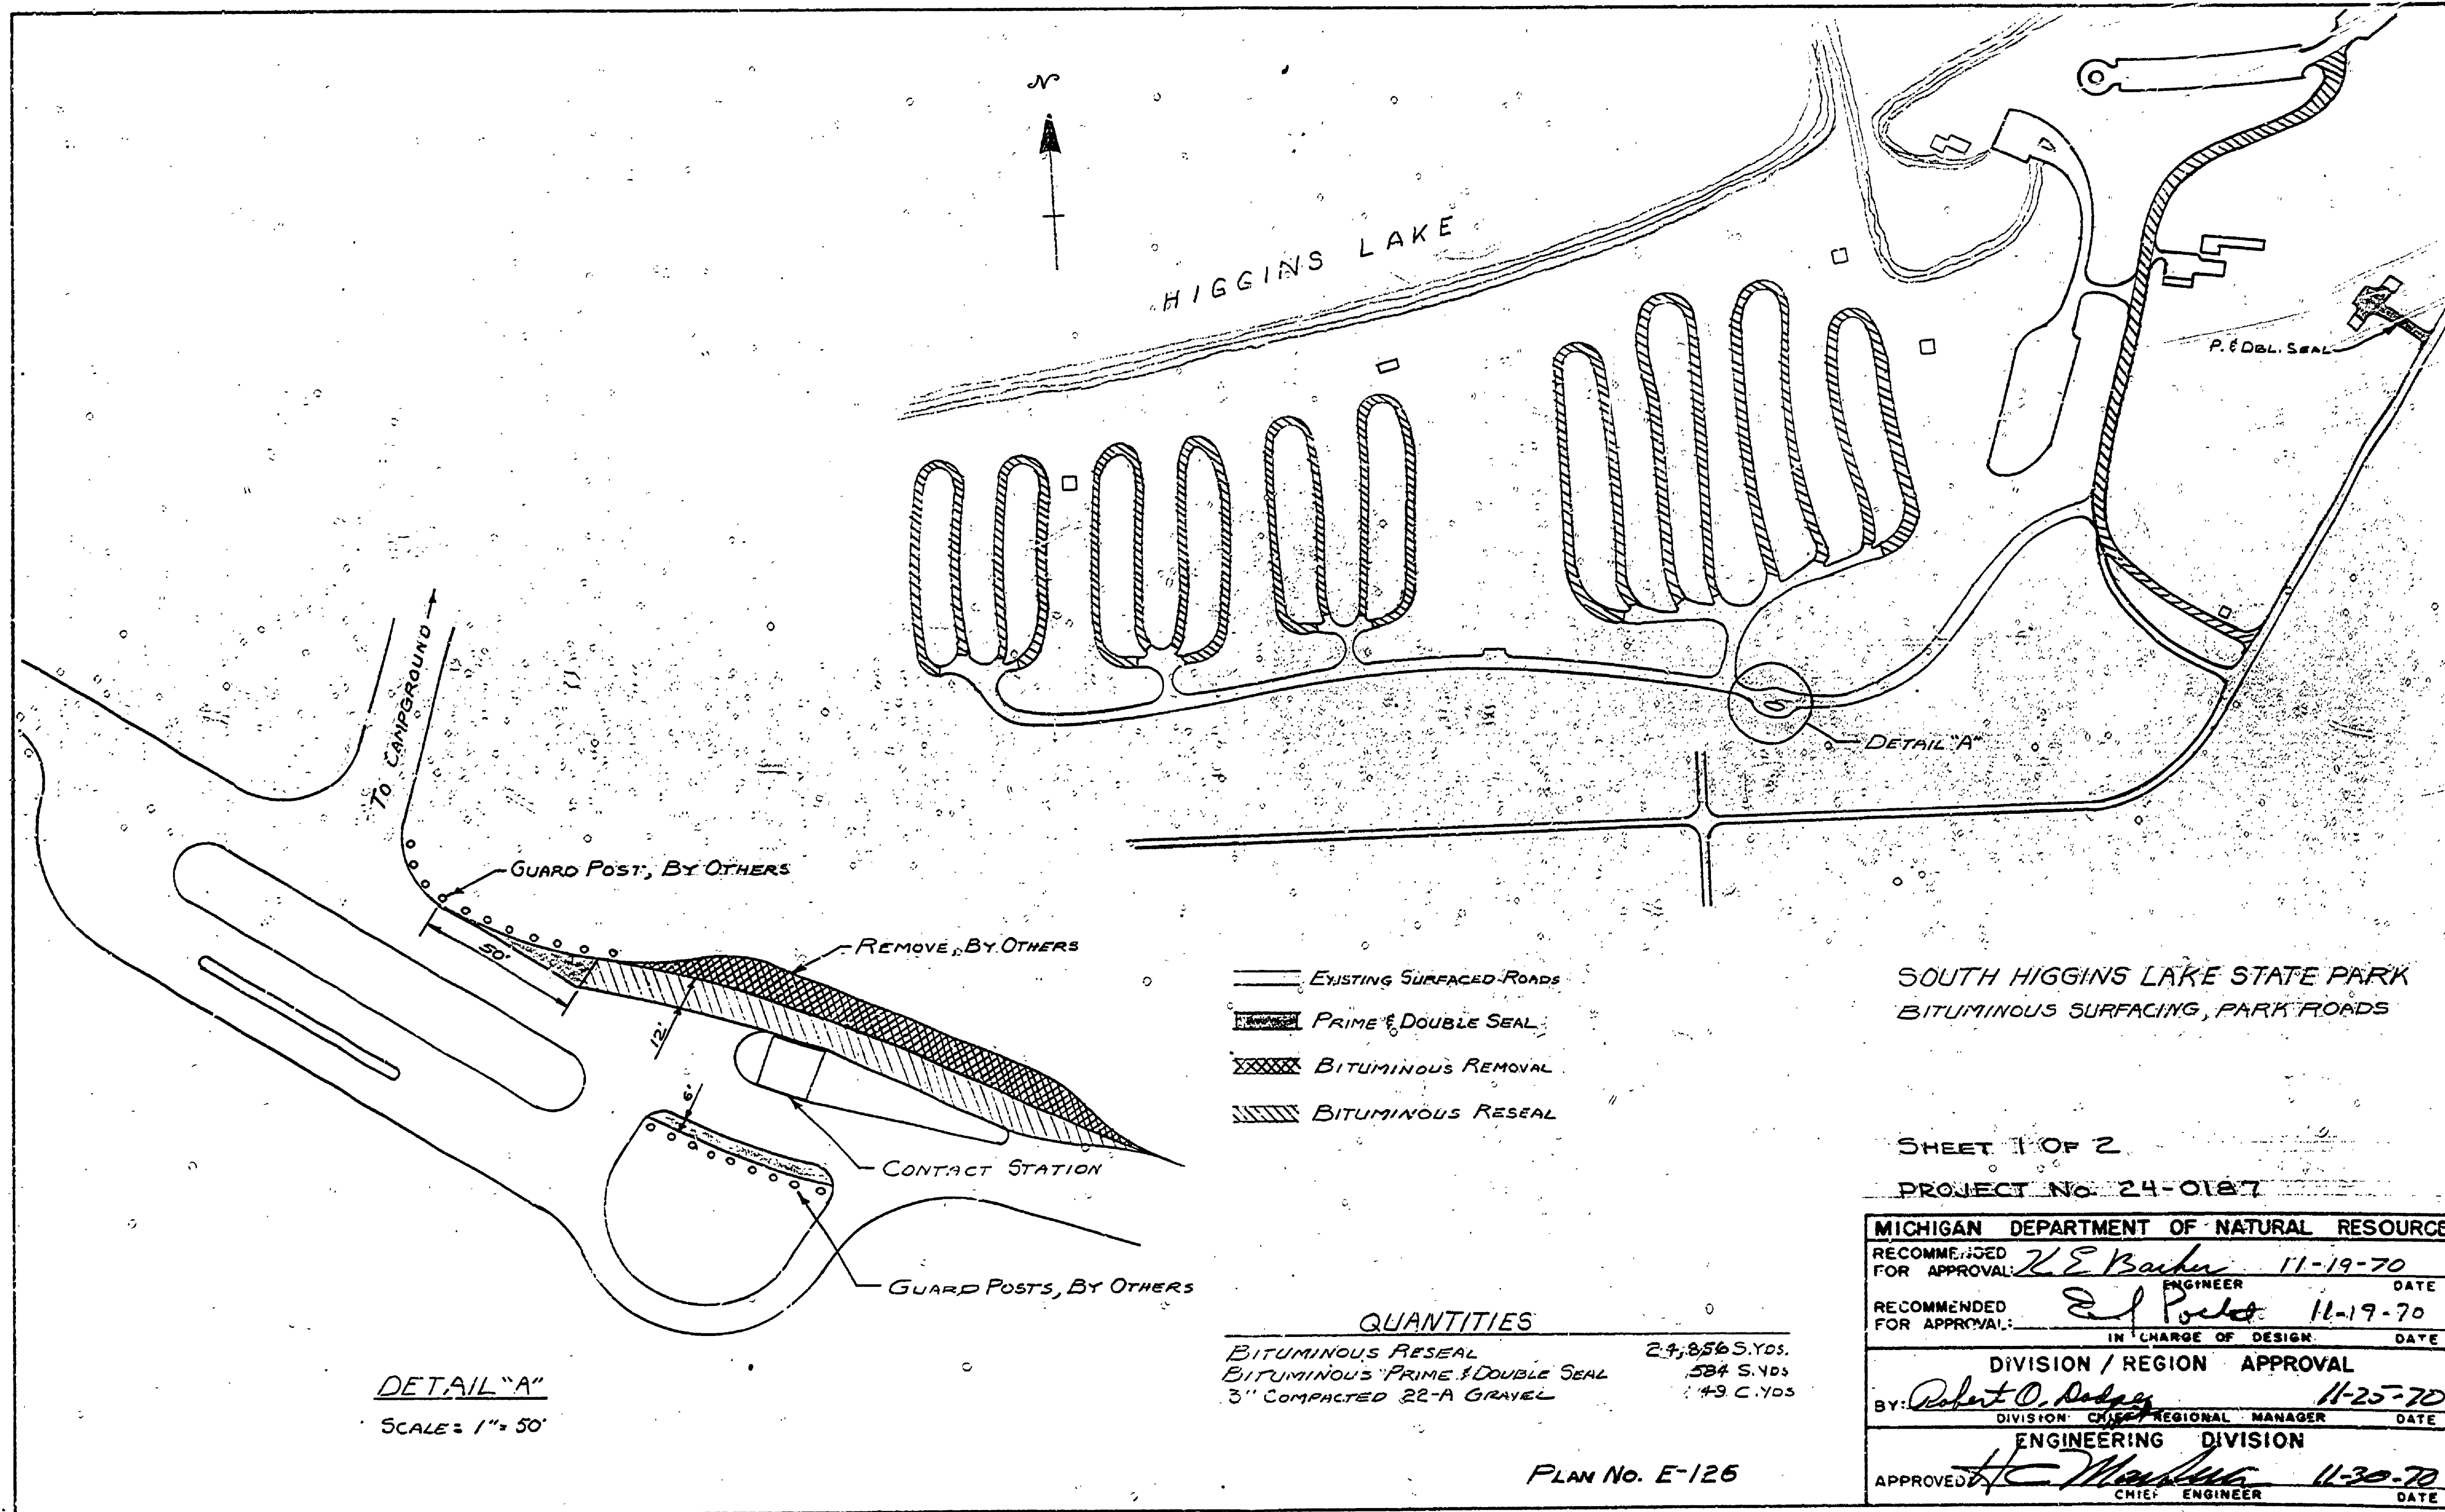 N
HIGGINS LAKE
P. & DBL. SEAL
DETAIL "A"
TO CAMPGROUND
GUARD POST, BY OTHERS
50'
REMOVE, BY OTHERS
12'
6'
CONTACT STATION
GUARD POSTS, BY OTHERS
DETAIL "A"
SCALE = 1" = 50'
EXISTING SURFACED ROADS
PRIME & DOUBLE SEAL
BITUMINOUS REMOVAL
BITUMINOUS RESEAL
QUANTITIES
BITUMINOUS RESEAL 24,856 S.YDS.
BITUMINOUS PRIME & DOUBLE SEAL 584 S.YDS
3" COMPACTED 22-A GRAVEL 49 C.YDS
PLAN NO. E-126
SOUTH HIGGINS LAKE STATE PARK
BITUMINOUS SURFACING, PARK ROADS
SHEET 1 OF 2
PROJECT No. 24-0187
MICHIGAN DEPARTMENT OF NATURAL RESOURCE
RECOMMENDED
FOR APPROVAL: K E Barker 11-19-70
ENGINEER DATE
RECOMMENDED
FOR APPROVAL: 11-19-70
IN CHARGE OF DESIGN DATE
DIVISION / REGION APPROVAL
BY: Robert O. Dodge 11-25-70
DIVISION CHIEF / REGIONAL MANAGER DATE
ENGINEERING DIVISION
APPROVED 11-30-70
CHIEF ENGINEER DATE